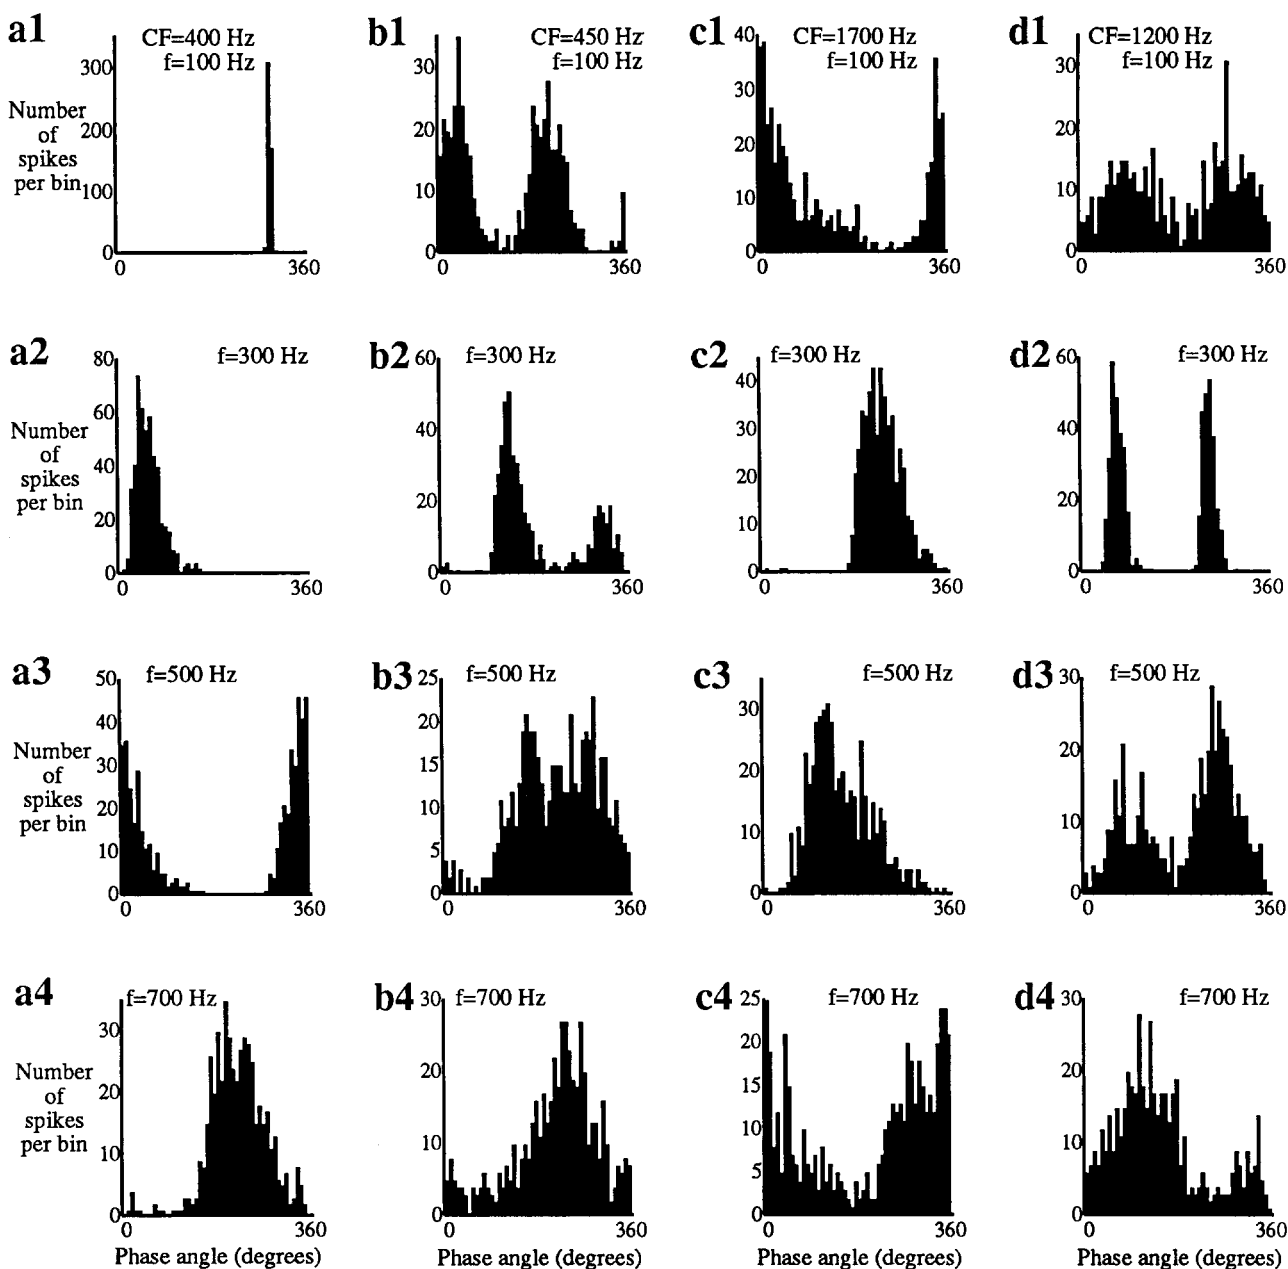 a1
CF=400 Hz
f=100 Hz
Number
of
spikes
per bin
300
200
100
0
0
360
b1
CF=450 Hz
f=100 Hz
30
20
10
0
0
360
c1
CF=1700 Hz
f=100 Hz
40
30
20
10
0
0
360
d1
CF=1200 Hz
f=100 Hz
30
20
10
0
0
360
a2
f=300 Hz
Number
of
spikes
per bin
80
60
40
20
0
0
360
b2
f=300 Hz
60
40
20
0
0
360
c2
f=300 Hz
40
30
20
10
0
0
360
d2
f=300 Hz
60
40
20
0
0
360
a3
f=500 Hz
Number
of
spikes
per bin
50
40
30
20
10
0
0
360
b3
f=500 Hz
25
20
15
10
5
0
0
360
c3
f=500 Hz
30
20
10
0
0
360
d3
f=500 Hz
30
20
10
0
0
360
a4
f=700 Hz
Number
of
spikes
per bin
30
20
10
0
0
360
Phase angle (degrees)
b4
f=700 Hz
30
20
10
0
0
360
Phase angle (degrees)
c4
f=700 Hz
25
20
15
10
5
0
0
360
Phase angle (degrees)
d4
f=700 Hz
30
20
10
0
0
360
Phase angle (degrees)